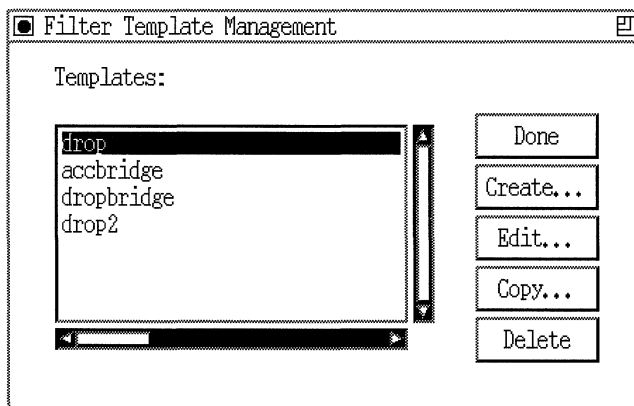 Filter Template Management
Templates:
drop
accbridge
dropbridge
drop2
Done
Create...
Edit...
Copy...
Delete